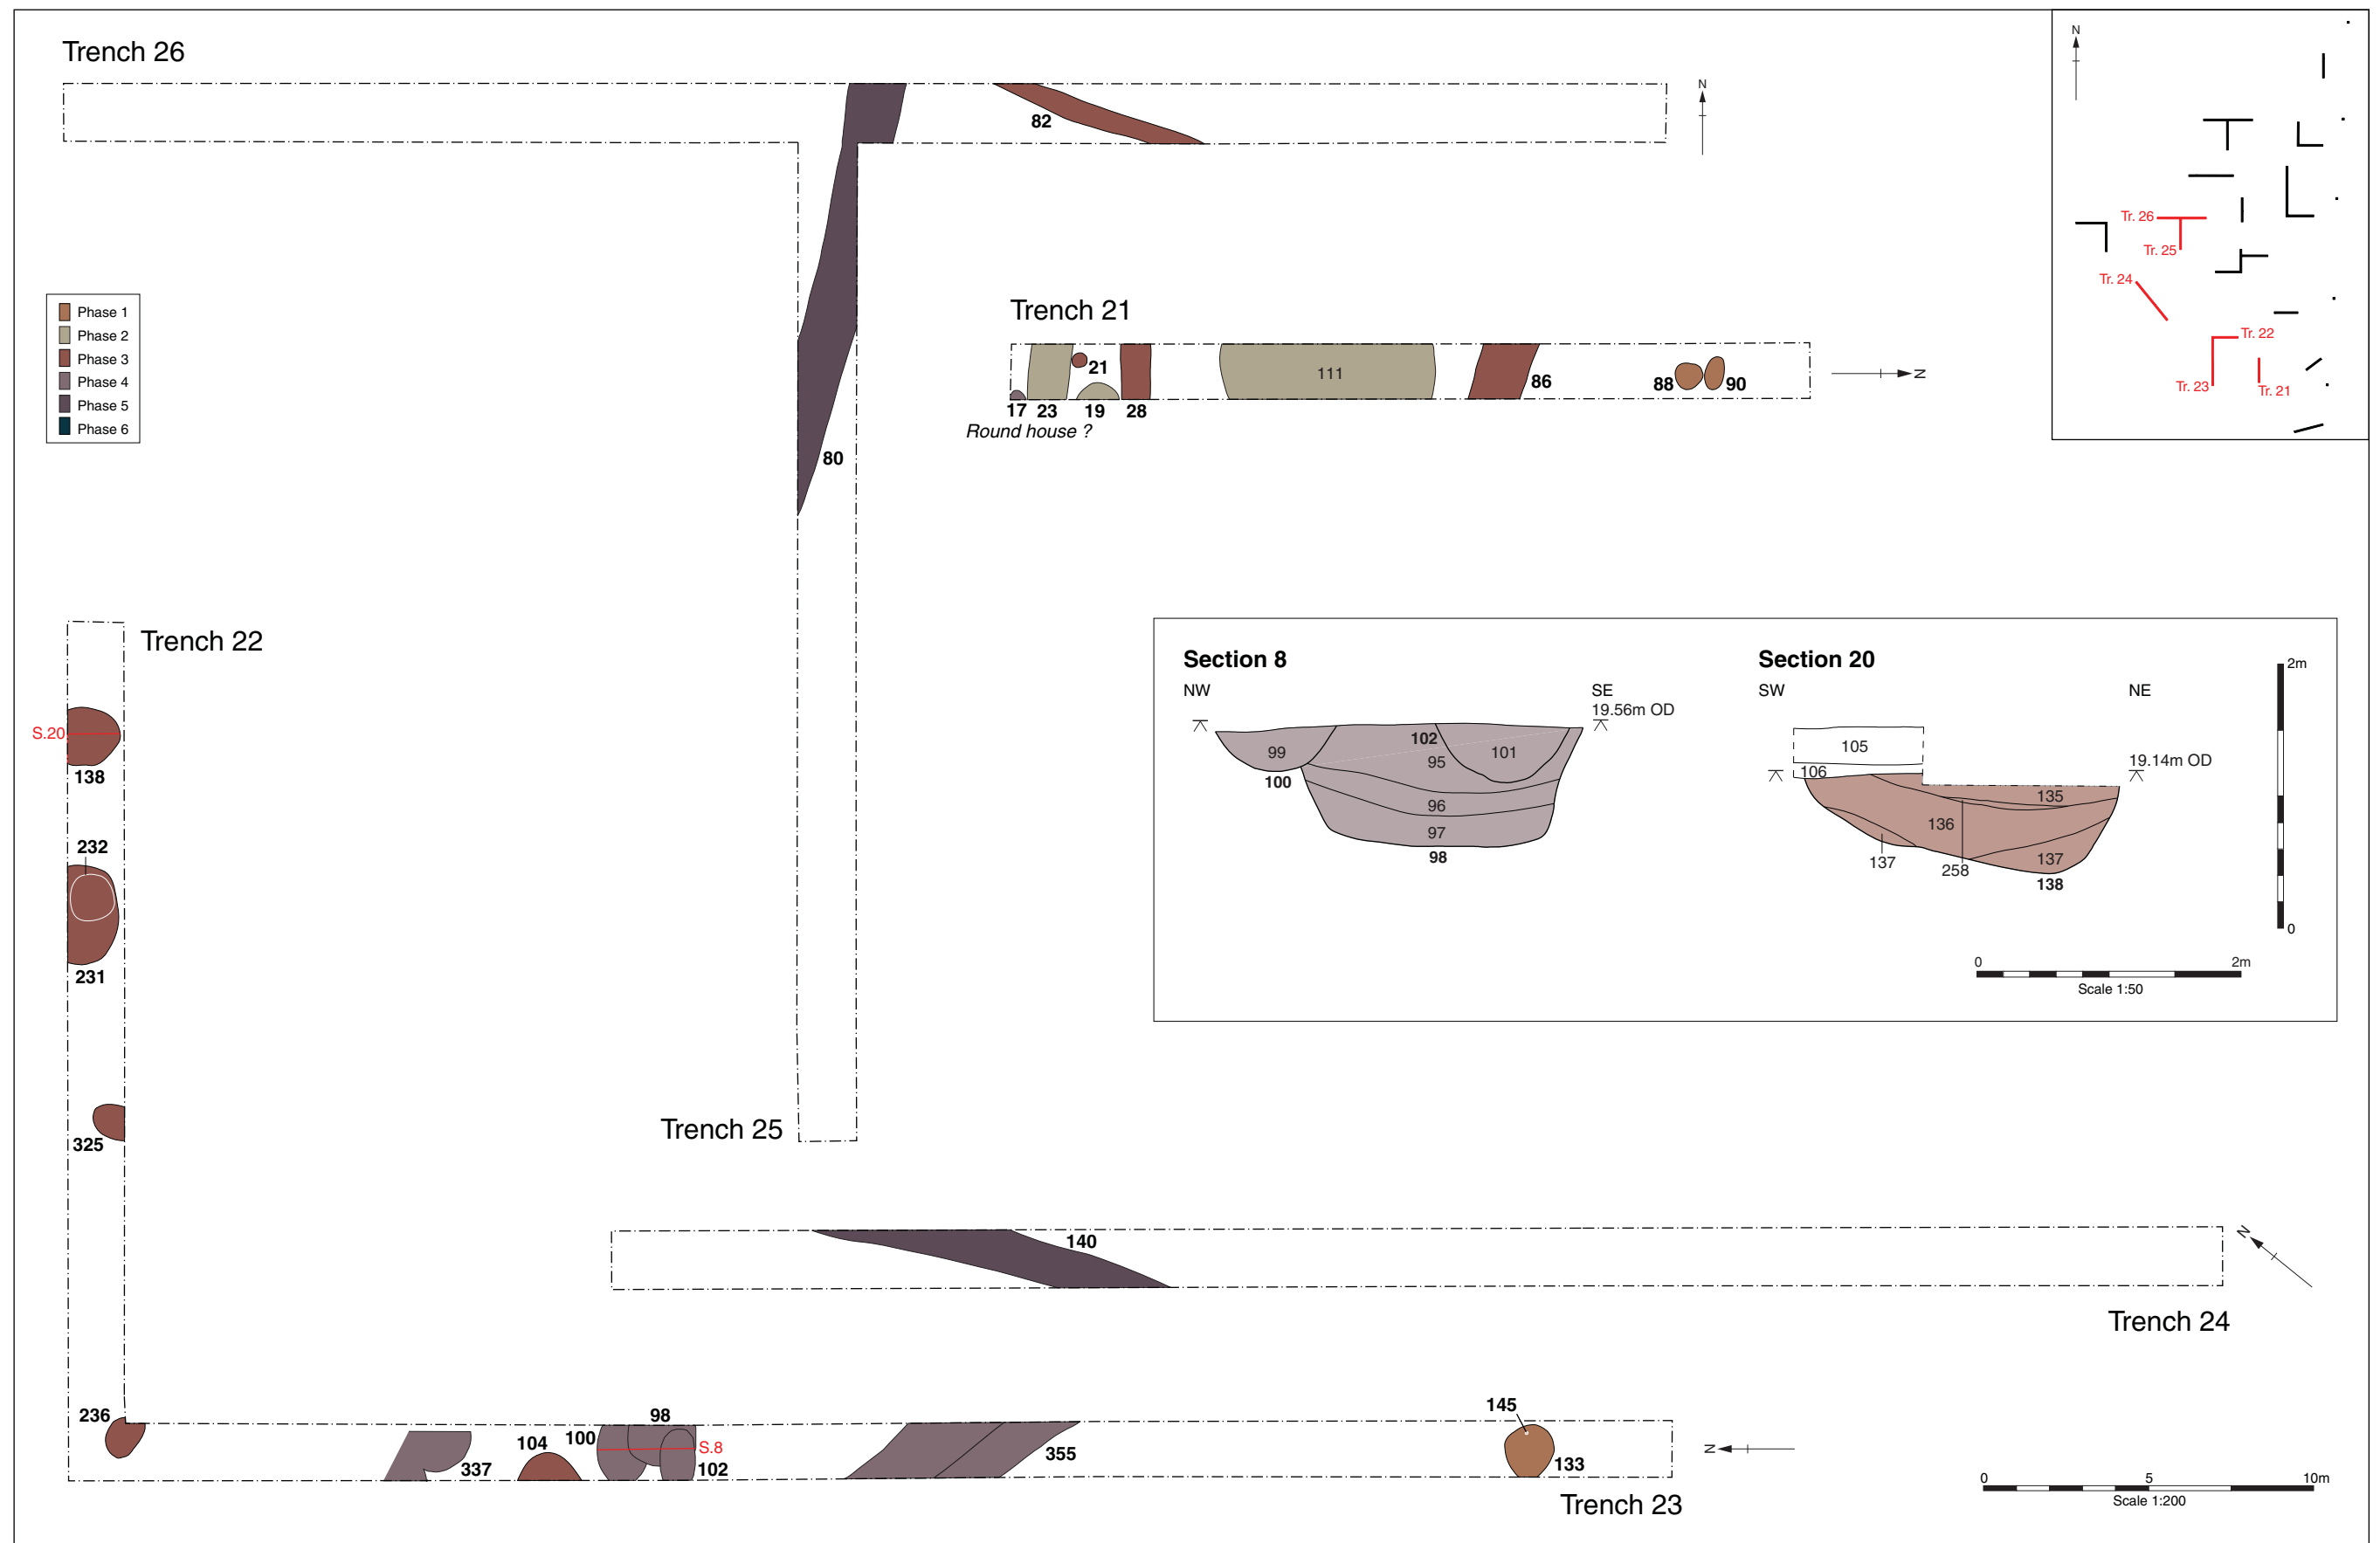 Trench 26
N
82
N
Tr. 26
Tr. 25
Tr. 24
Tr. 22
Tr. 23
Tr. 21
Phase 1
Phase 2
Phase 3
Phase 4
Phase 5
Phase 6
80
Trench 21
21
111
86
88
90
N
17
23
19
28
Round house ?
Trench 22
S.20
138
232
231
325
236
Section 8
NW
SE
19.56m OD
99
100
102
95
101
96
97
98
Section 20
SW
NE
105
106
19.14m OD
135
136
137
258
137
138
2m
0
0
2m
Scale 1:50
Trench 25
140
N
Trench 24
337
104
100
98
S.8
102
355
145
133
N
Trench 23
0
5
10m
Scale 1:200